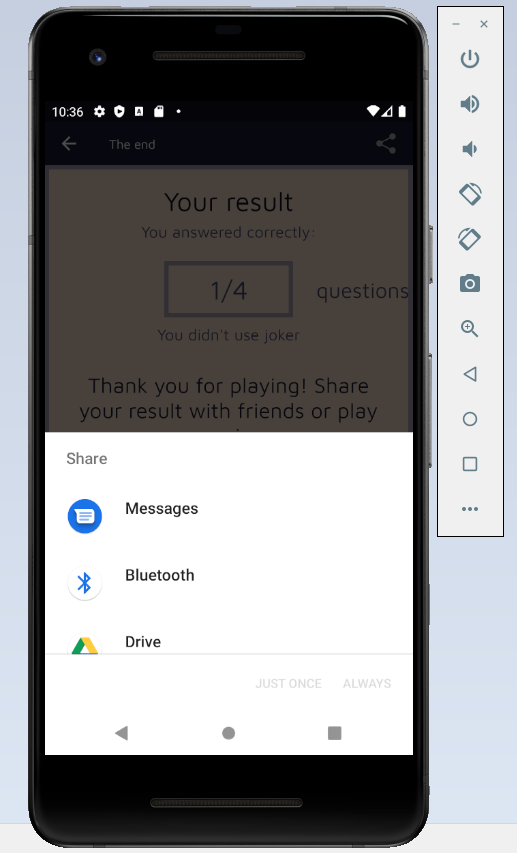 10:36
The end
Your result
You answered correctly:
1/4
questions
You didn't use joker
Thank you for playing! Share
your result with friends or play
Share
Messages
Bluetooth
Drive
JUST ONCE
ALWAYS